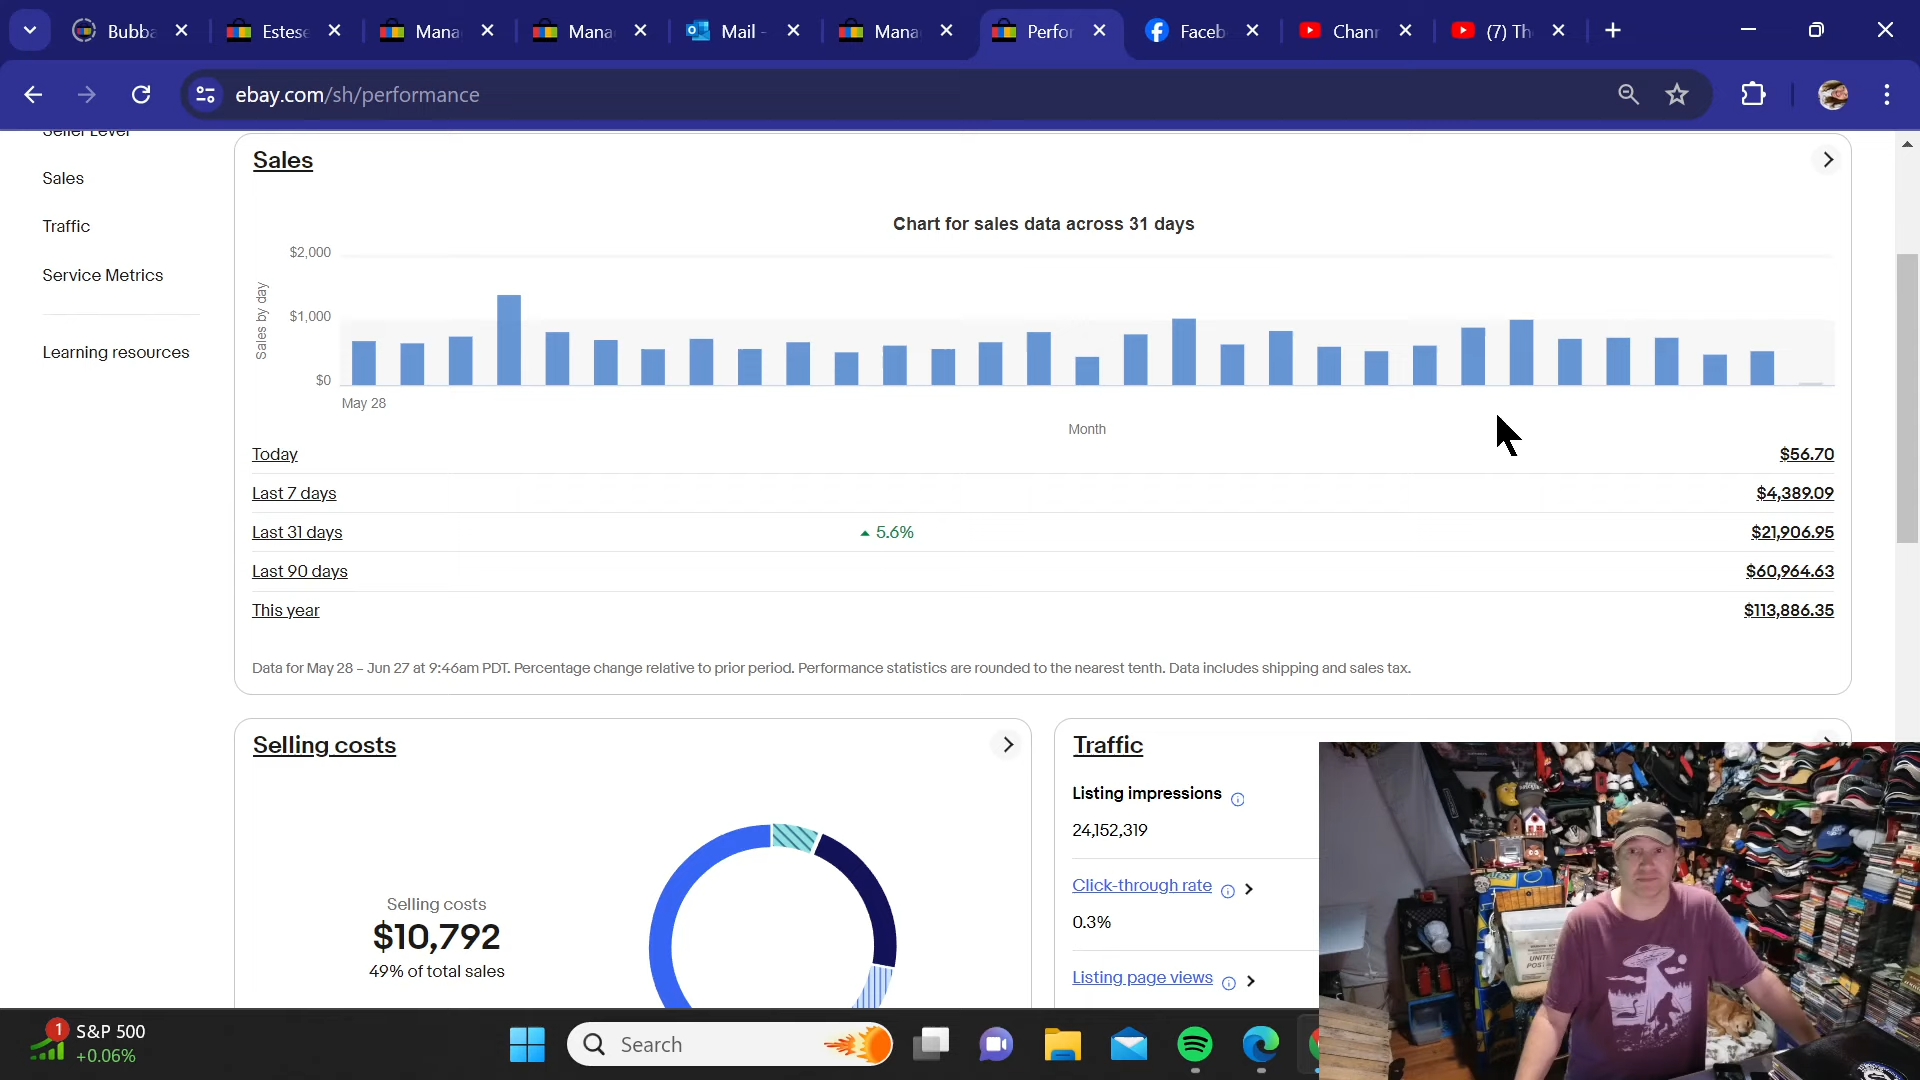 Bubba
Estese
Mana
Mana
Mail -
Mana
Perfor
Faceb
Chan
(7) Th
ebay.com/sh/performance
Seller Level
Sales
Traffic
Service Metrics
Learning resources
Sales
Chart for sales data across 31 days
Sales by day
$2,000
$1,000
$0
May 28
Month
Today $56.70
Last 7 days $4,389.09
Last 31 days 5.6% $21,906.95
Last 90 days $60,964.63
This year $113,886.35
Data for May 28 - Jun 27 at 9:46am PDT. Percentage change relative to prior period. Performance statistics are rounded to the nearest tenth. Data includes shipping and sales tax.
Selling costs
Selling costs
$10,792
49% of total sales
Traffic
Listing impressions
24,152,319
Click-through rate
0.3%
Listing page views
1
S&P 500
+0.06%
Search